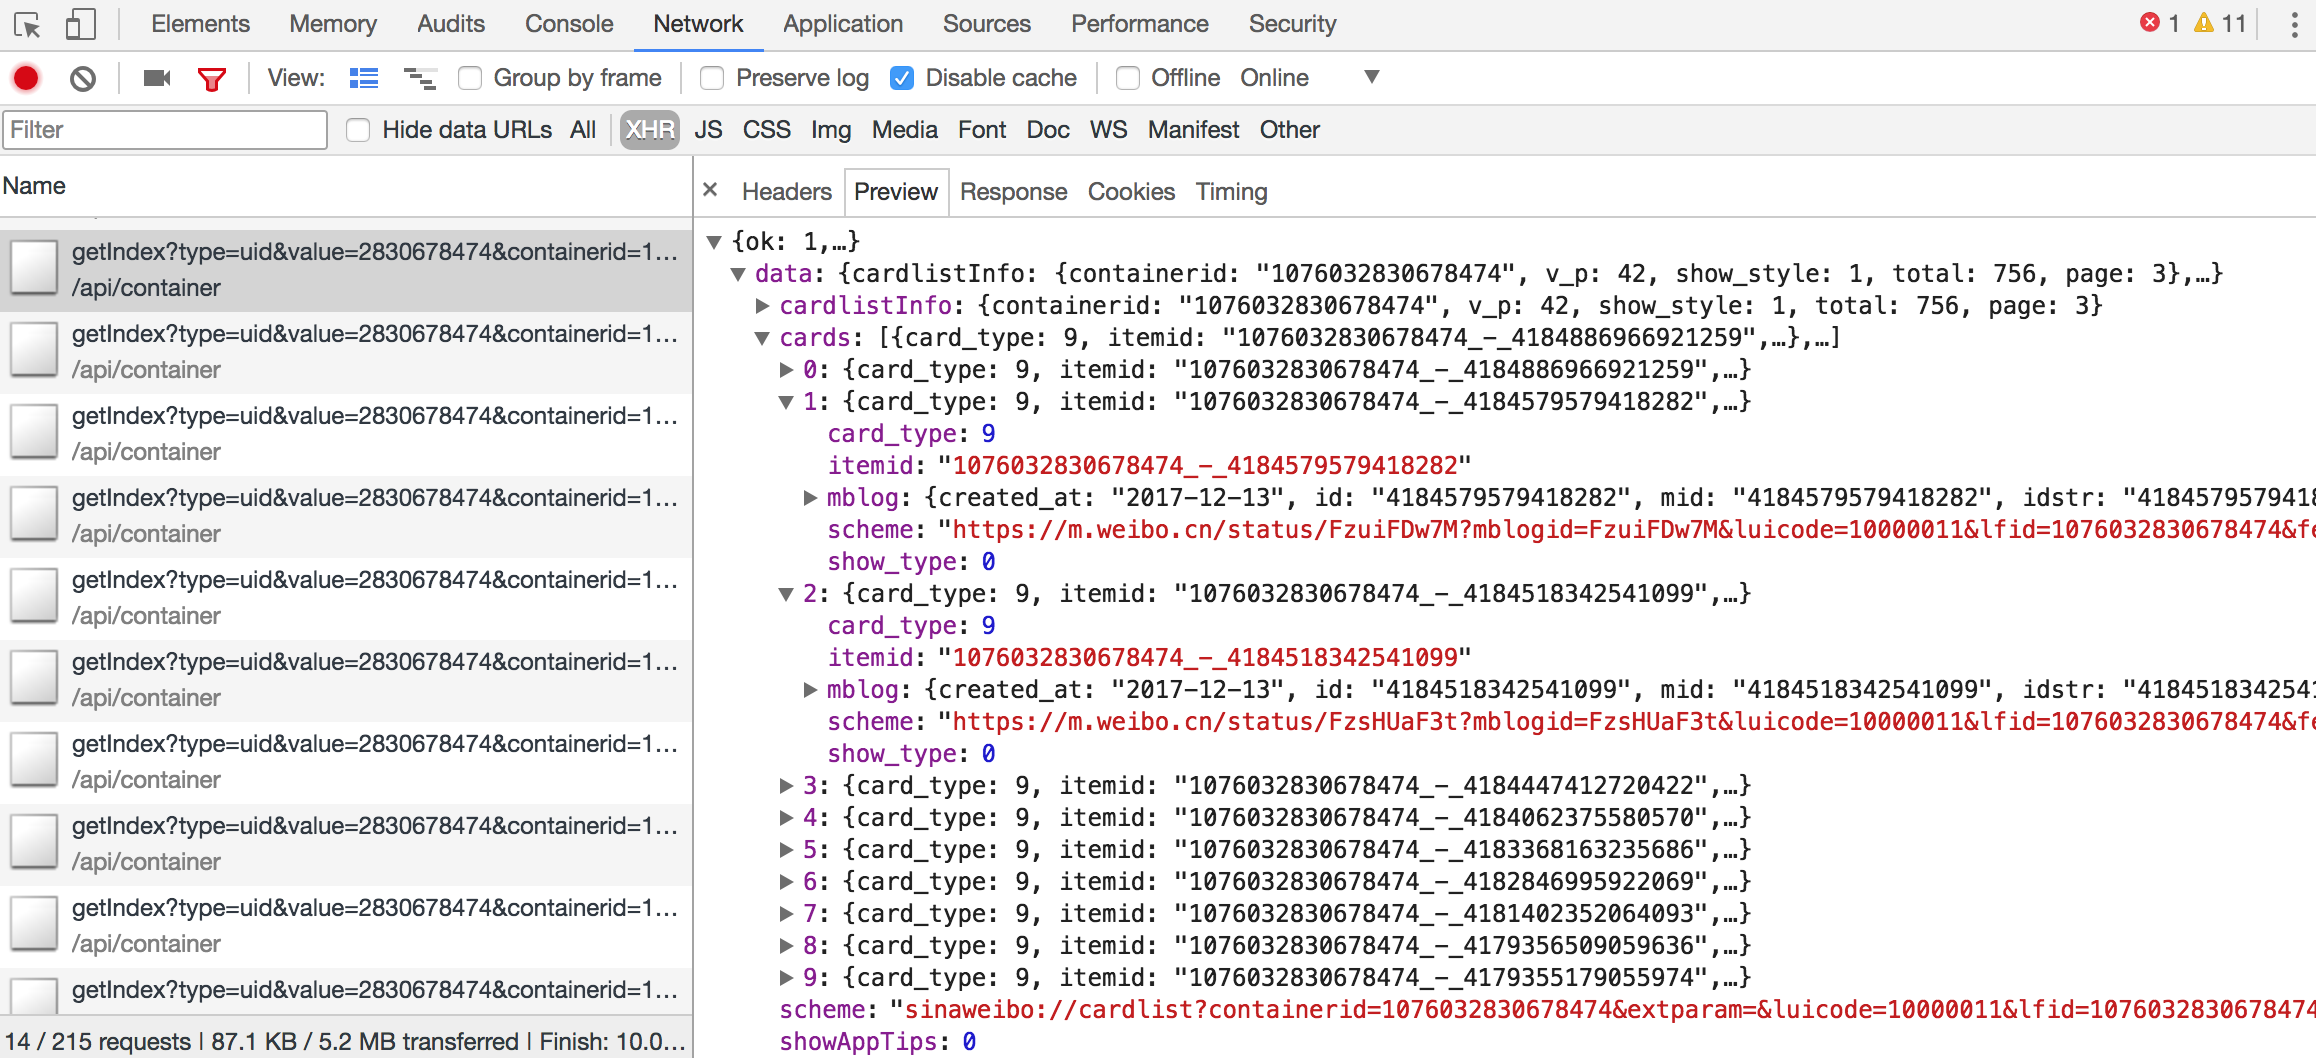 Elements Memory Audits Console Network Application Sources Performance Security 1 11
View: Group by frame Preserve log Disable cache Offline Online
Filter Hide data URLs All XHR JS CSS Img Media Font Doc WS Manifest Other
Name
getIndex?type=uid&value=2830678474&containerid=1...
/api/container
getIndex?type=uid&value=2830678474&containerid=1...
/api/container
getIndex?type=uid&value=2830678474&containerid=1...
/api/container
getIndex?type=uid&value=2830678474&containerid=1...
/api/container
getIndex?type=uid&value=2830678474&containerid=1...
/api/container
getIndex?type=uid&value=2830678474&containerid=1...
/api/container
getIndex?type=uid&value=2830678474&containerid=1...
/api/container
getIndex?type=uid&value=2830678474&containerid=1...
/api/container
getIndex?type=uid&value=2830678474&containerid=1...
/api/container
getIndex?type=uid&value=2830678474&containerid=1...
14 / 215 requests | 87.1 KB / 5.2 MB transferred | Finish: 10.0...
× Headers Preview Response Cookies Timing
{ok: 1,…}
data: {cardlistInfo: {containerid: "1076032830678474", v_p: 42, show_style: 1, total: 756, page: 3},…}
cardlistInfo: {containerid: "1076032830678474", v_p: 42, show_style: 1, total: 756, page: 3}
cards: [{card_type: 9, itemid: "1076032830678474_-_4184886966921259",…},…]
0: {card_type: 9, itemid: "1076032830678474_-_4184886966921259",…}
1: {card_type: 9, itemid: "1076032830678474_-_4184579579418282",…}
card_type: 9
itemid: "1076032830678474_-_4184579579418282"
mblog: {created_at: "2017-12-13", id: "4184579579418282", mid: "4184579579418282", idstr: "4184579579418
scheme: "https://m.weibo.cn/status/FzuiFDw7M?mblogid=FzuiFDw7M&luicode=10000011&lfid=1076032830678474&fe
show_type: 0
2: {card_type: 9, itemid: "1076032830678474_-_4184518342541099",…}
card_type: 9
itemid: "1076032830678474_-_4184518342541099"
mblog: {created_at: "2017-12-13", id: "4184518342541099", mid: "4184518342541099", idstr: "4184518342541
scheme: "https://m.weibo.cn/status/FzsHUaF3t?mblogid=FzsHUaF3t&luicode=10000011&lfid=1076032830678474&fe
show_type: 0
3: {card_type: 9, itemid: "1076032830678474_-_4184447412720422",…}
4: {card_type: 9, itemid: "1076032830678474_-_4184062375580570",…}
5: {card_type: 9, itemid: "1076032830678474_-_4183368163235686",…}
6: {card_type: 9, itemid: "1076032830678474_-_4182846995922069",…}
7: {card_type: 9, itemid: "1076032830678474_-_4181402352064093",…}
8: {card_type: 9, itemid: "1076032830678474_-_4179356509059636",…}
9: {card_type: 9, itemid: "1076032830678474_-_4179355179055974",…}
scheme: "sinaweibo://cardlist?containerid=1076032830678474&extparam=&luicode=10000011&lfid=1076032830678474
showAppTips: 0